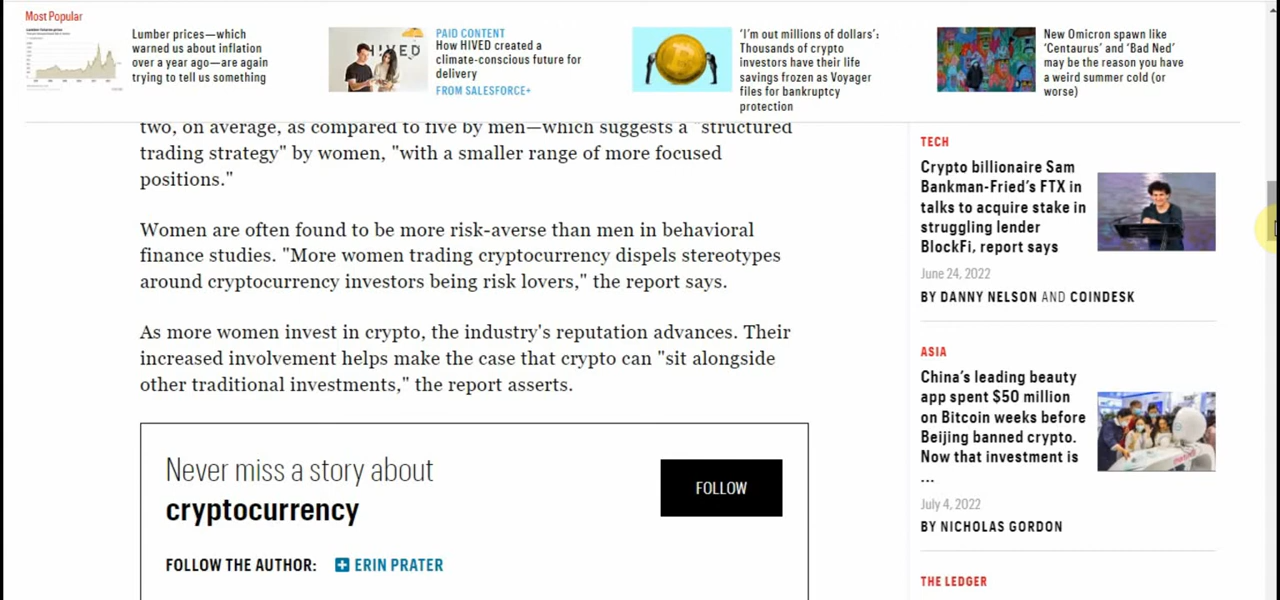 Most Popular
Lumber prices—which
warned us about inflation
over a year ago—are again
trying to tell us something
HIVED
PAID CONTENT
How HIVED created a
climate-conscious future for
delivery
FROM SALESFORCE+
'I'm out millions of dollars':
Thousands of crypto
investors have their life
savings frozen as Voyager
files for bankruptcy
protection
New Omicron spawn like
'Centaurus' and 'Bad Ned'
may be the reason you have
a weird summer cold (or
worse)
two, on average, as compared to five by men—which suggests a "structured
trading strategy" by women, "with a smaller range of more focused
positions."
Women are often found to be more risk-averse than men in behavioral
finance studies. "More women trading cryptocurrency dispels stereotypes
around cryptocurrency investors being risk lovers," the report says.
As more women invest in crypto, the industry's reputation advances. Their
increased involvement helps make the case that crypto can "sit alongside
other traditional investments," the report asserts.
Never miss a story about
cryptocurrency
FOLLOW
FOLLOW THE AUTHOR: ERIN PRATER
TECH
Crypto billionaire Sam
Bankman-Fried's FTX in
talks to acquire stake in
struggling lender
BlockFi, report says
June 24, 2022
BY DANNY NELSON AND COINDESK
ASIA
China's leading beauty
app spent $50 million
on Bitcoin weeks before
Beijing banned crypto.
Now that investment is
...
July 4, 2022
BY NICHOLAS GORDON
THE LEDGER